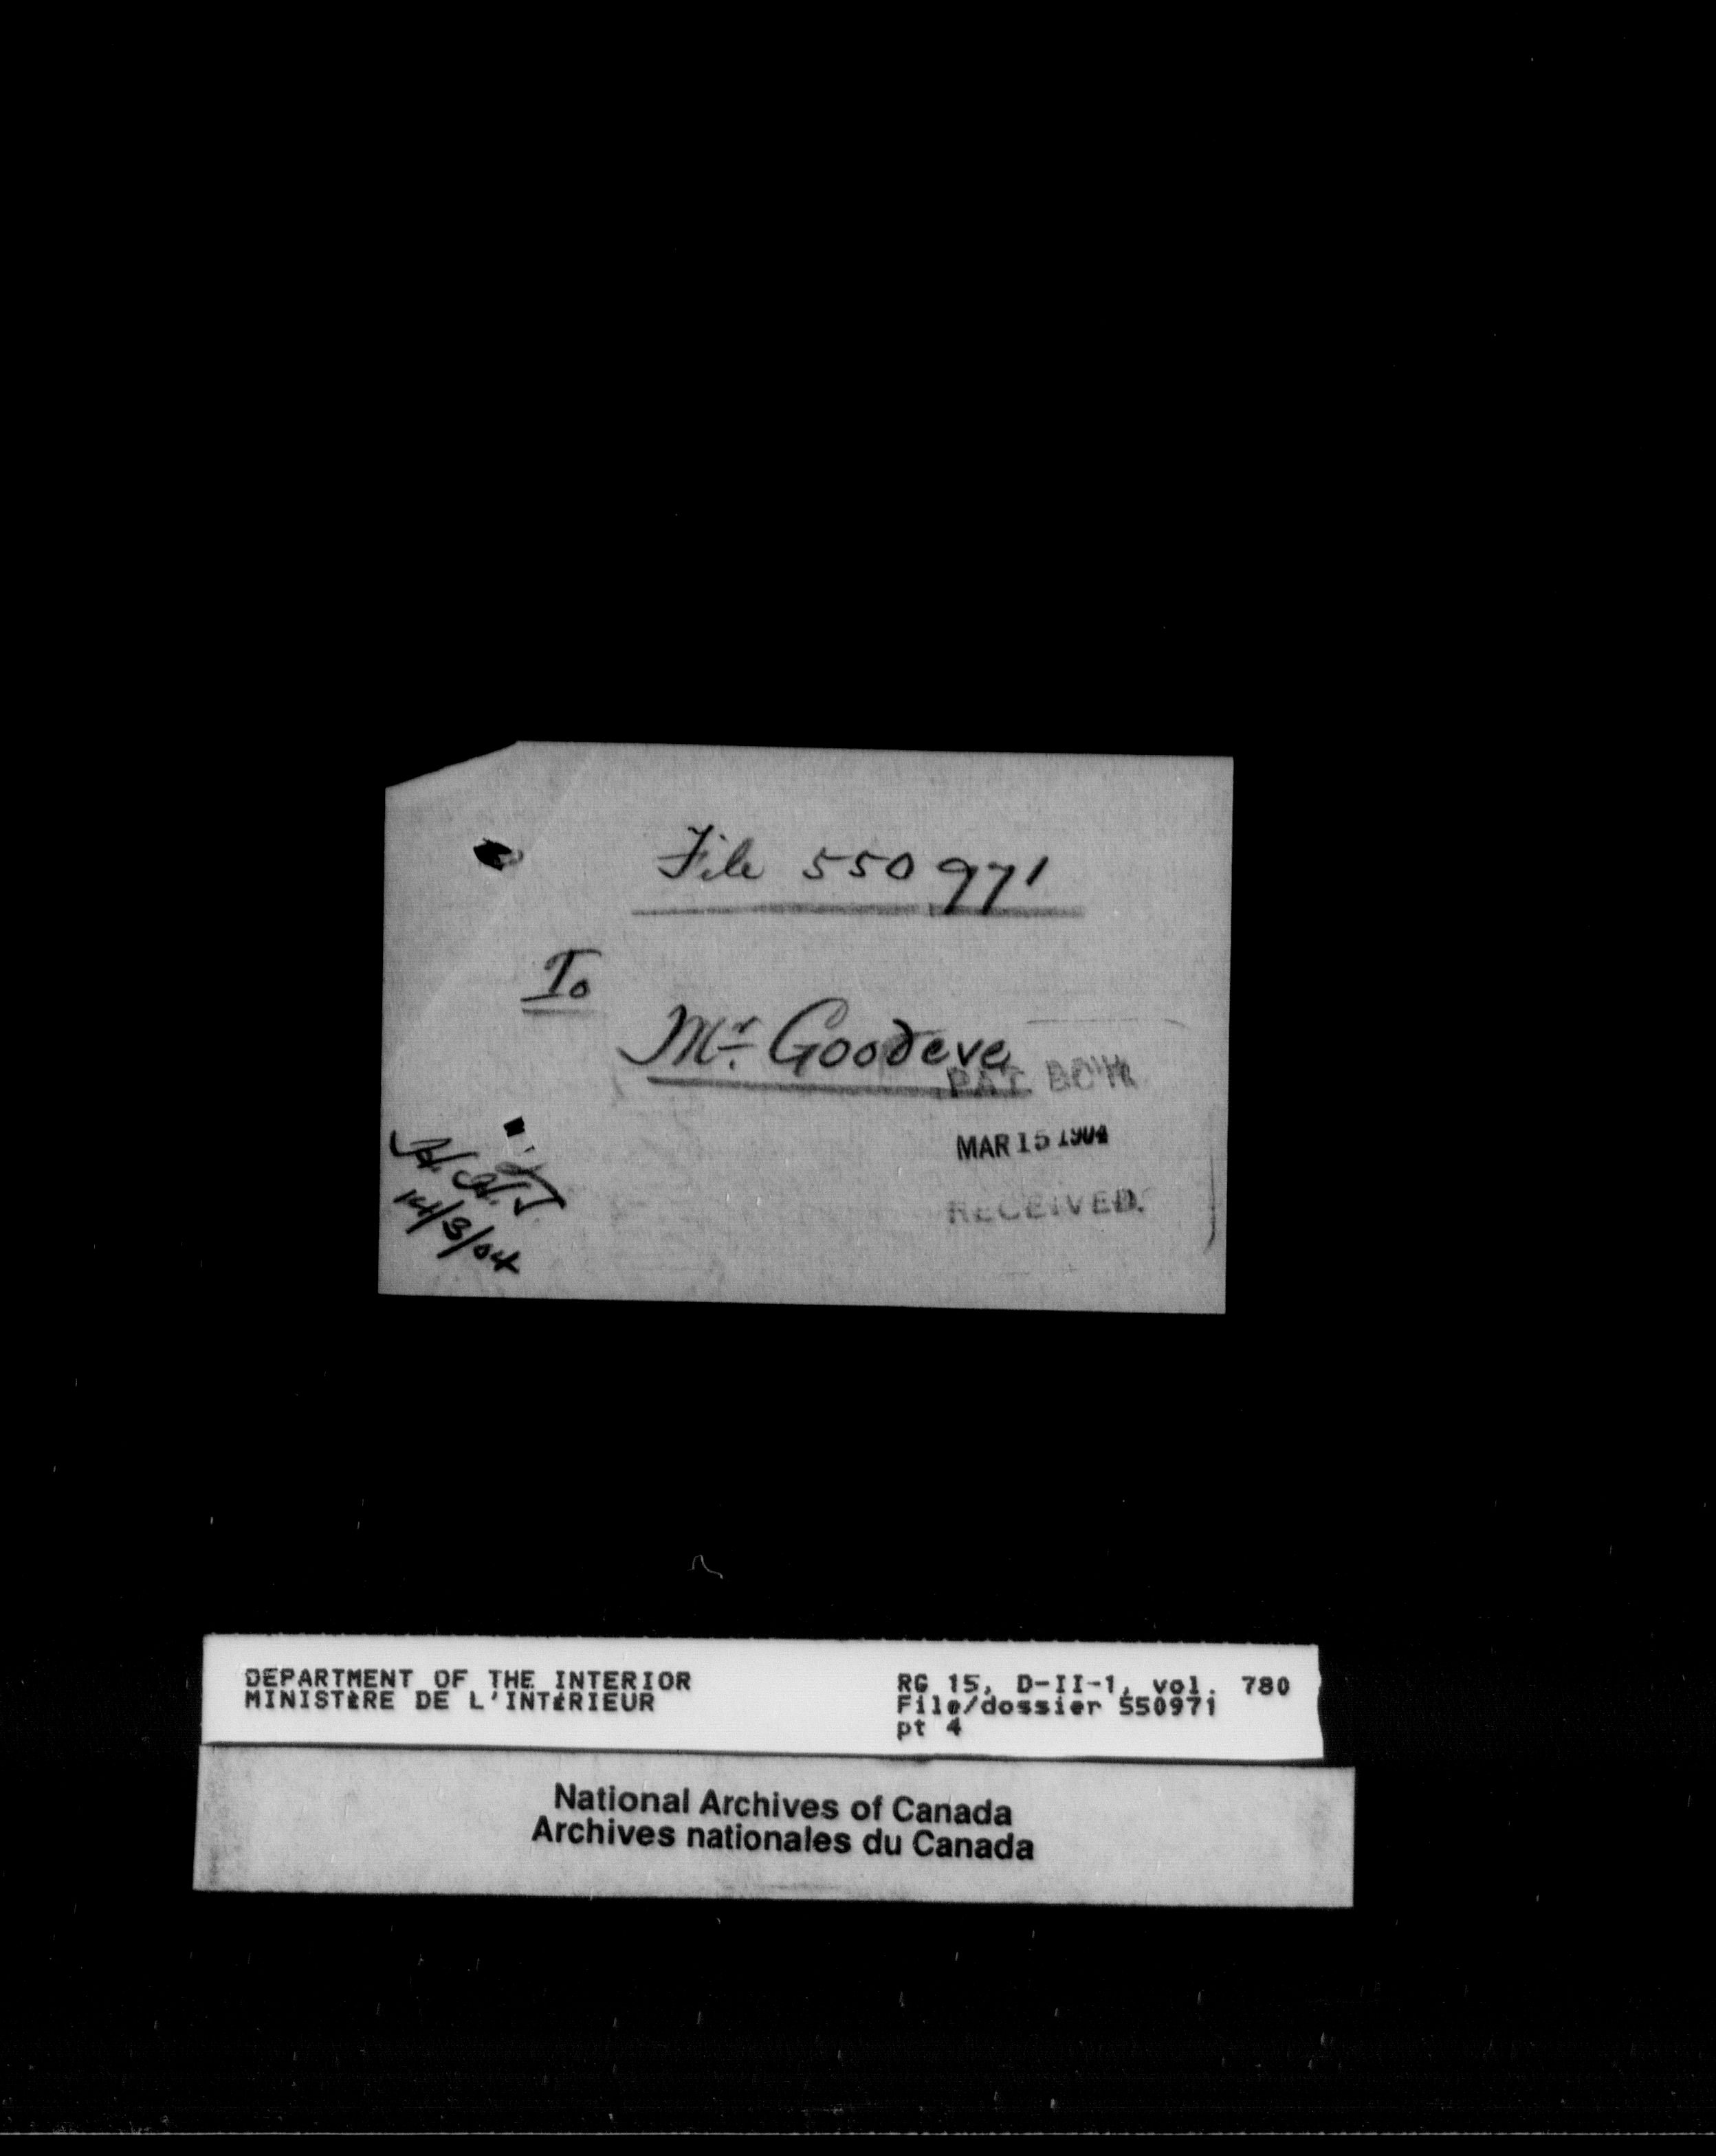 File 550971
To
Mr. Goodeve
PAT. BC'H.
MAR 15 1904
RECEIVED.
14/3/04
DEPARTMENT OF THE INTERIOR
MINISTÈRE DE L'INTÉRIEUR
RG 15, D-II-1, vol. 780
File/dossier 550971
pt 4
National Archives of Canada
Archives nationales du Canada